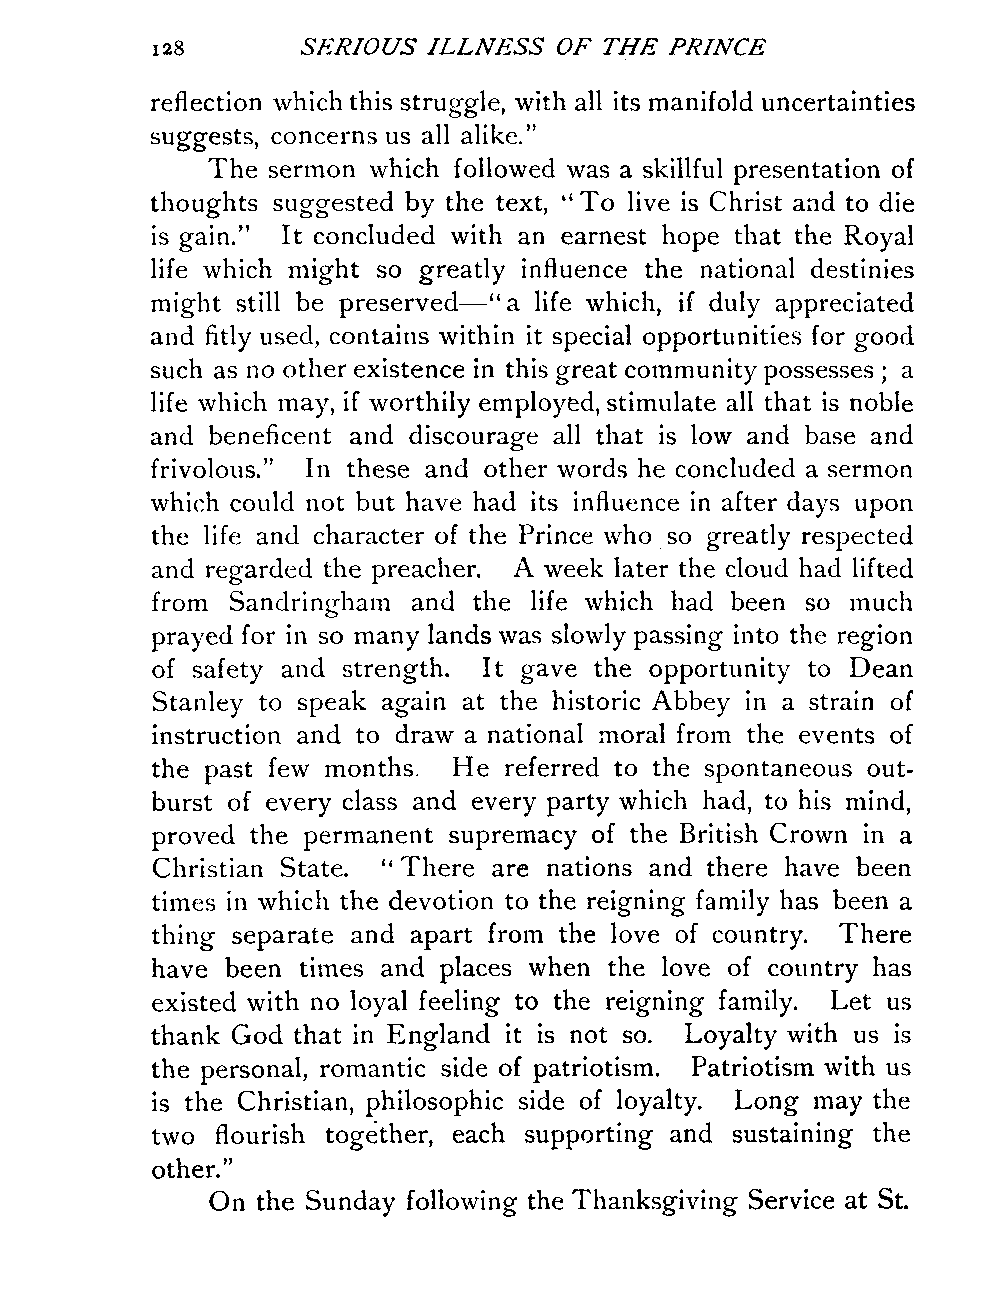 128 SERIOUS ILLNESS OF THE PRINCE
reflection which this struggle, with all its manifold uncertainties
suggests, concerns us all alike."
The sermon which followed was a skillful presentation of
thoughts suggested by the text, "To live is Christ and to die
is gain." It concluded with an earnest hope that the Royal
life which might so greatly influence the national destinies
might still be preserved—"a life which, if duly appreciated
and fitly used, contains within it special opportunities for good
such as no other existence in this great community possesses ; a
life which may, if worthily employed, stimulate all that is noble
and beneficent and discourage all that is low and base and
frivolous." In these and other words he concluded a sermon
which could not but have had its influence in after days upon
the life and character of the Prince who so greatly respected
and regarded the preacher. A week later the cloud had lifted
from Sandringham and the life which had been so much
prayed for in so many lands was slowly passing into the region
of safety and strength. It gave the opportunity to Dean
Stanley to speak again at the historic Abbey in a strain of
instruction and to draw a national moral from the events of
the past few months. He referred to the spontaneous out-
burst of every class and every party which had, to his mind,
proved the permanent supremacy of the British Crown in a
Christian State. "There are nations and there have been
times in which the devotion to the reigning family has been a
thing separate and apart from the love of country. There
have been times and places when the love of country has
existed with no loyal feeling to the reigning family. Let us
thank God that in England it is not so. Loyalty with us is
the personal, romantic side of patriotism. Patriotism with us
is the Christian, philosophic side of loyalty. Long may the
two flourish together, each supporting and sustaining the
other."
On the Sunday following the Thanksgiving Service at St.